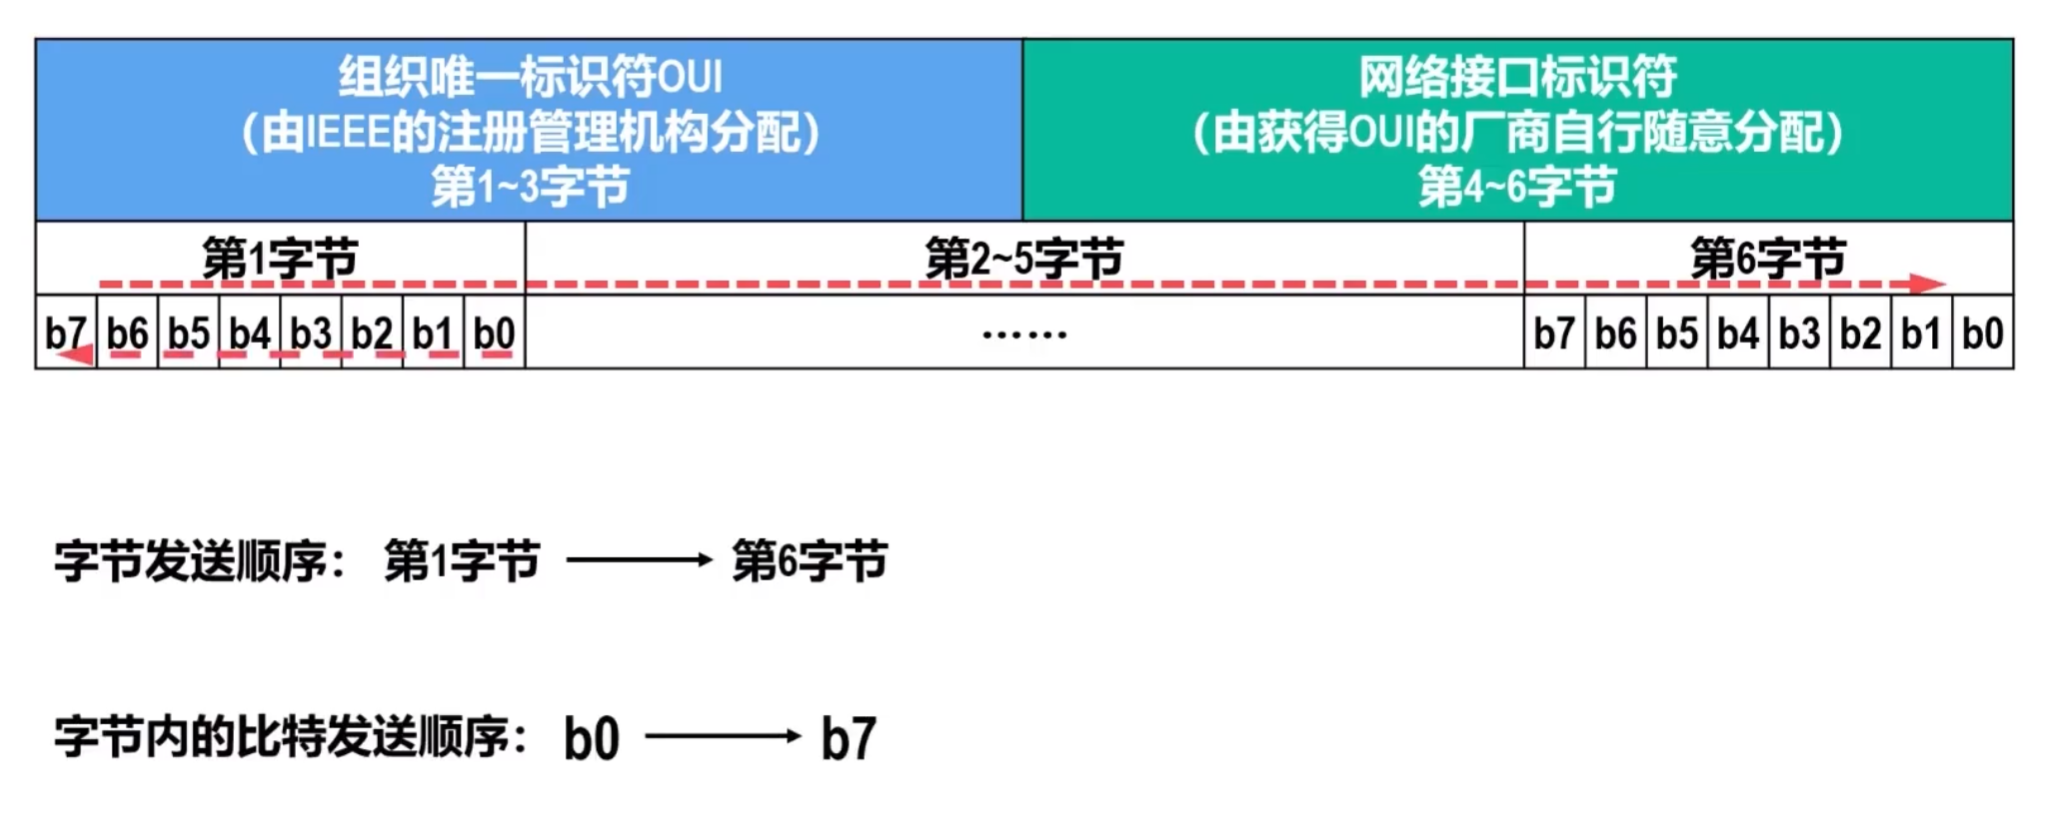 组织唯一标识符OUI
（由IEEE的注册管理机构分配）
第1~3字节
网络接口标识符
（由获得OUI的厂商自行随意分配）
第4~6字节
第1字节
第2~5字节
第6字节
b7 b6 b5 b4 b3 b2 b1 b0
……
b7 b6 b5 b4 b3 b2 b1 b0
字节发送顺序： 第1字节 → 第6字节
字节内的比特发送顺序： b0 → b7